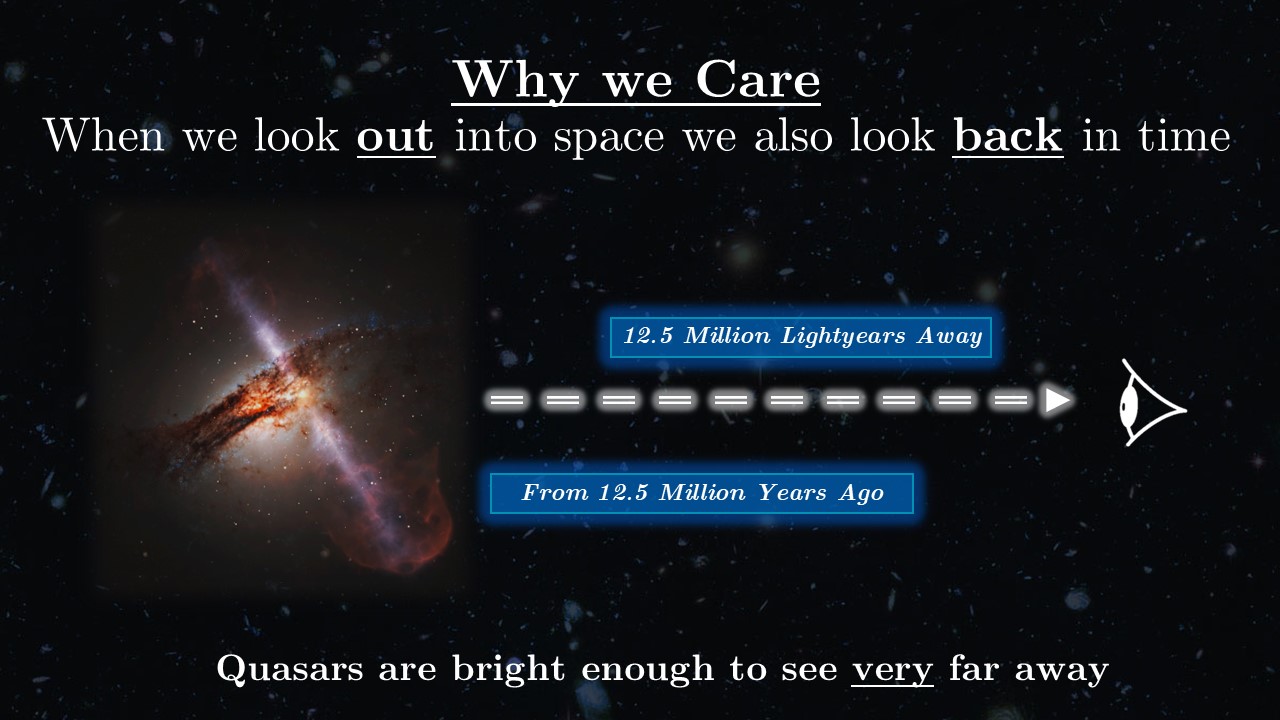 Why we Care
When we look out into space we also look back in time
12.5 Million Lightyears Away
From 12.5 Million Years Ago
Quasars are bright enough to see very far away